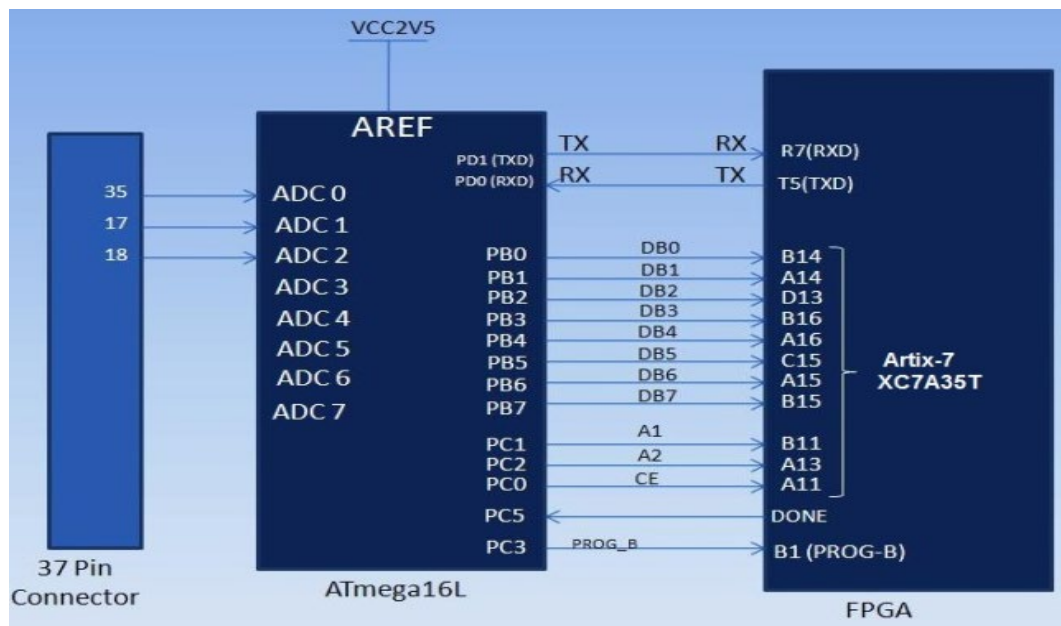 VCC2V5
AREF
PD1 (TXD)
PD0 (RXD)
TX
RX
RX
TX
R7(RXD)
T5(TXD)
35
17
18
ADC 0
ADC 1
ADC 2
ADC 3
ADC 4
ADC 5
ADC 6
ADC 7
PB0
PB1
PB2
PB3
PB4
PB5
PB6
PB7
PC1
PC2
PC0
PC5
PC3
DB0
DB1
DB2
DB3
DB4
DB5
DB6
DB7
A1
A2
CE
PROG_B
B14
A14
D13
B16
A16
C15
A15
B15
B11
A13
A11
DONE
B1 (PROG-B)
Artix-7
XC7A35T
37 Pin
Connector
ATmega16L
FPGA